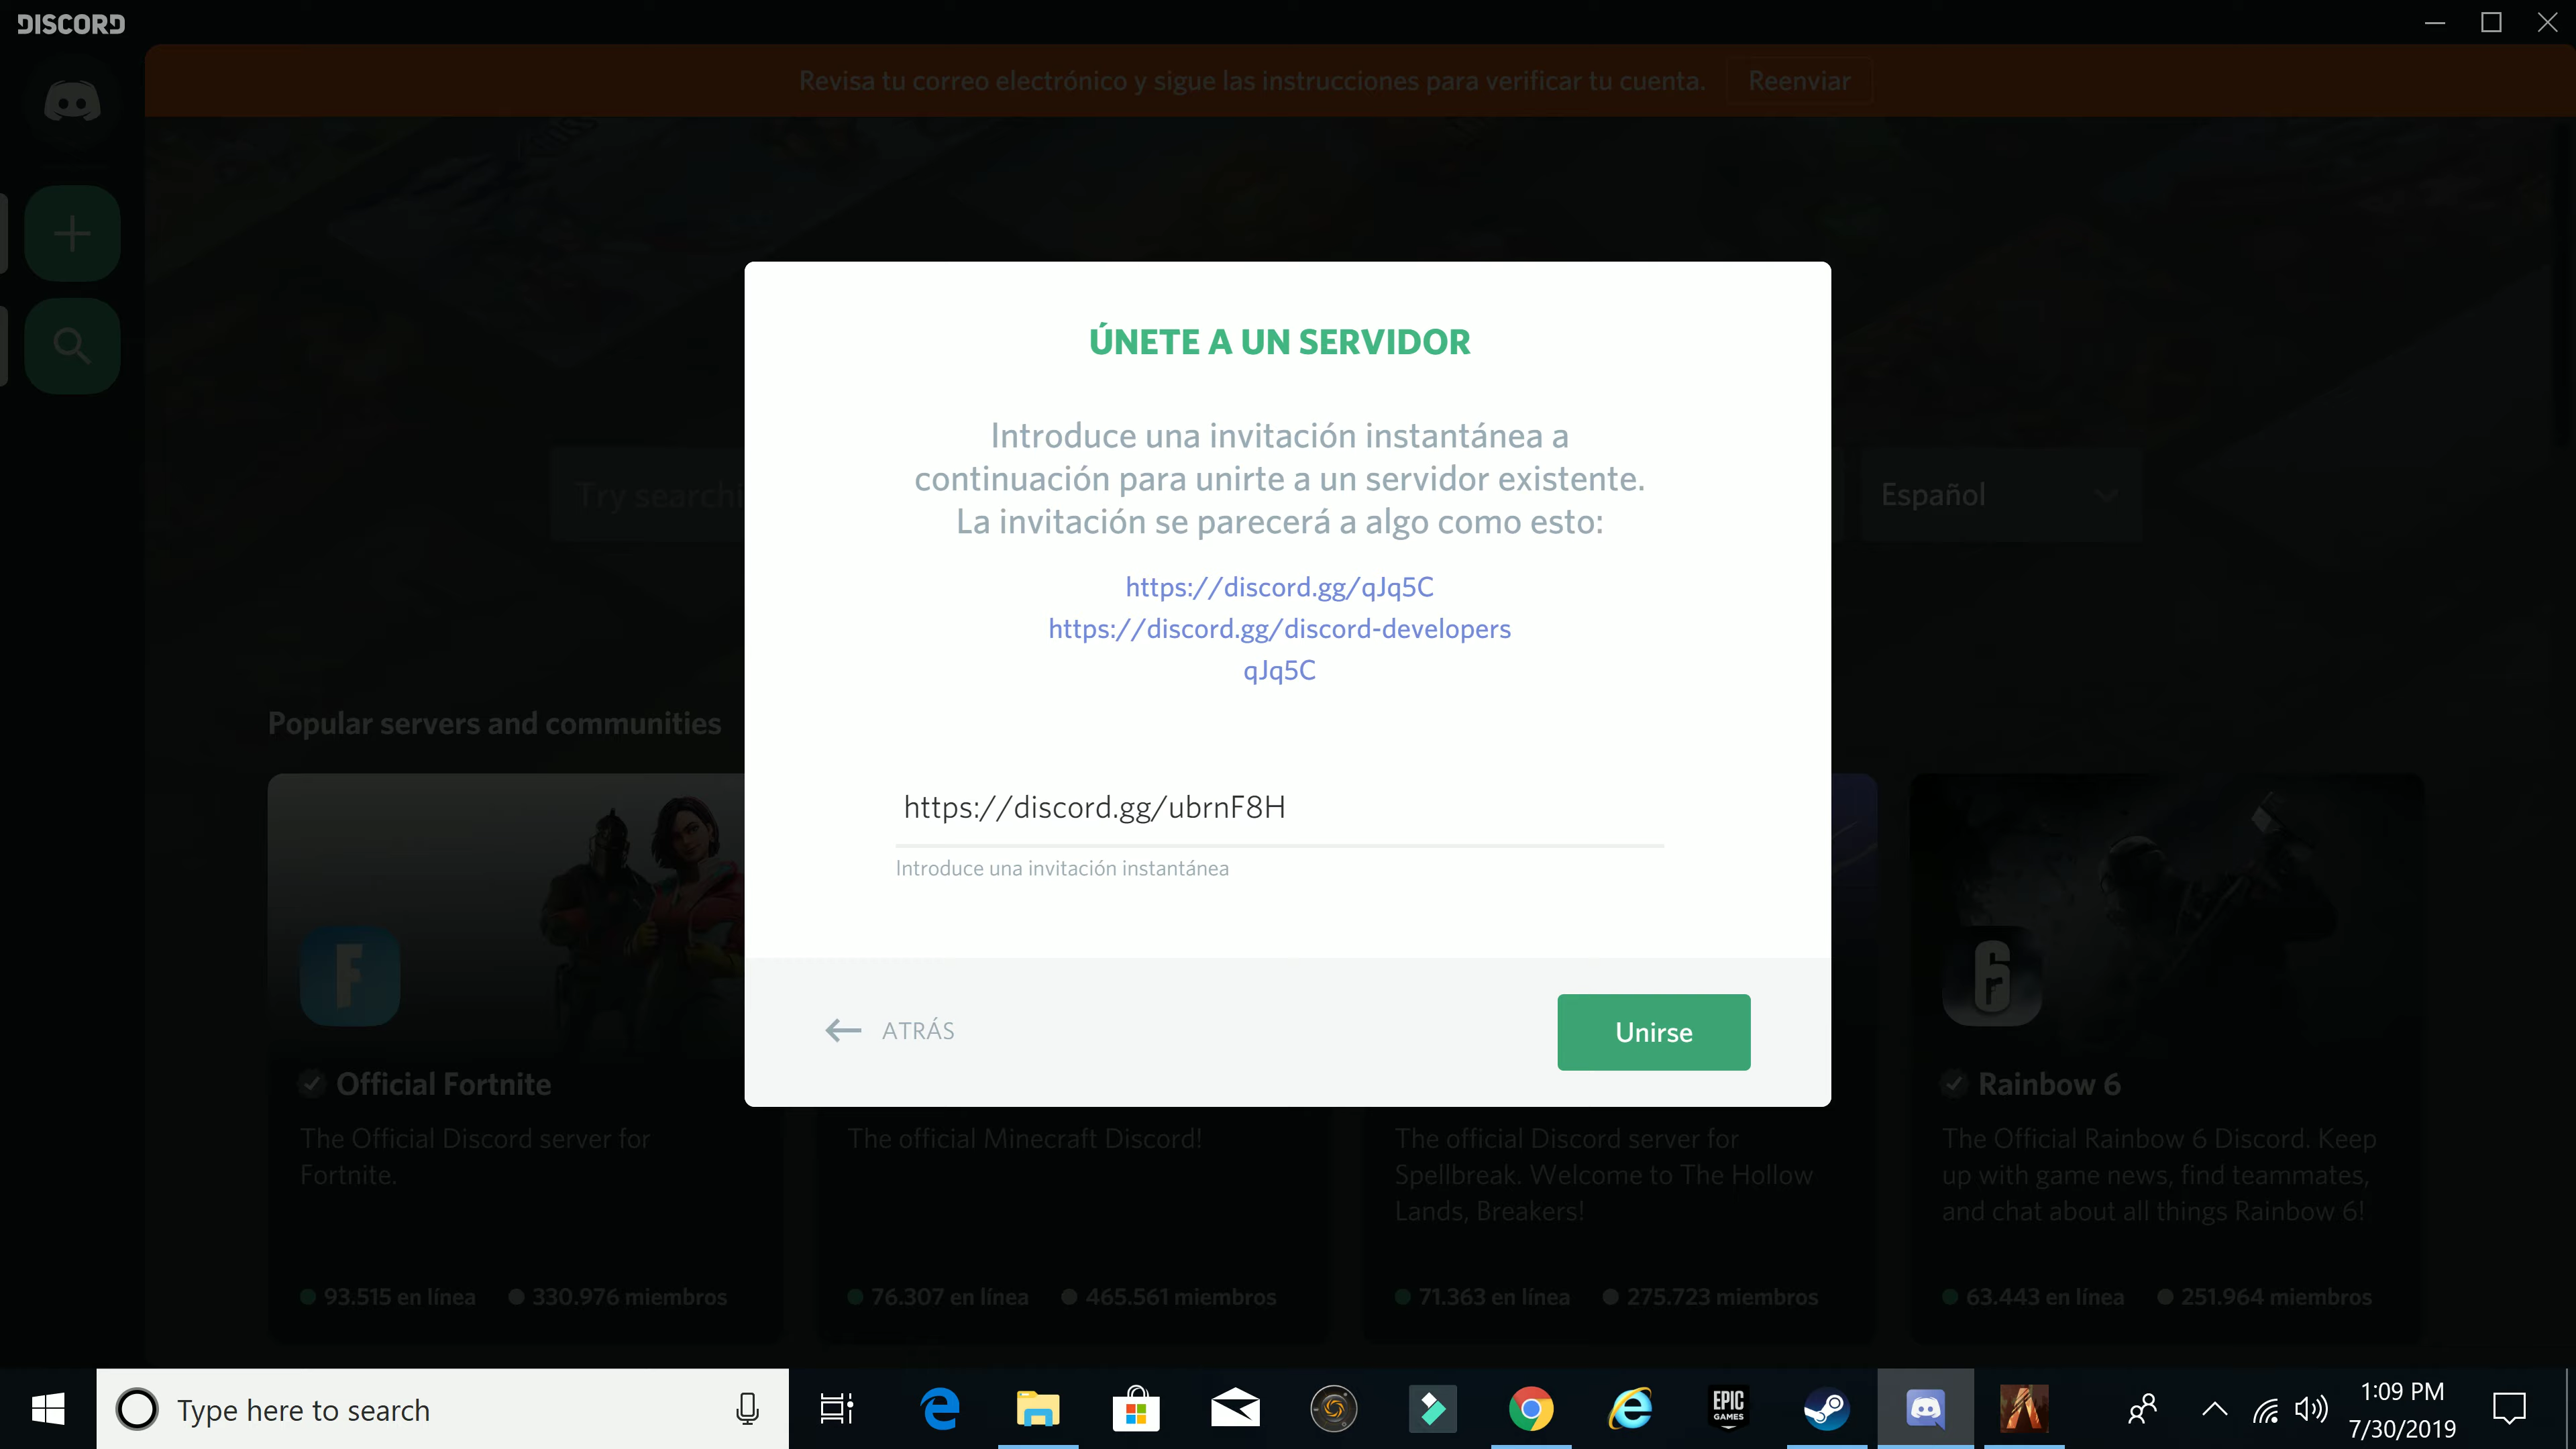 DISCORD
Revisa tu correo electrónico y sigue las instrucciones para verificar tu cuenta. Reenviar
ÚNETE A UN SERVIDOR
Introduce una invitación instantánea a
continuación para unirte a un servidor existente.
La invitación se parecerá a algo como esto:
https://discord.gg/qJq5C
https://discord.gg/discord-developers
qJq5C
Try searchi
Español
https://discord.gg/ubrnF8H
Introduce una invitación instantánea
ATRÁS
Unirse
Popular servers and communities
F
Official Fortnite
The Official Discord server for
Fortnite.
93.515 en línea 330.976 miembros
The official Minecraft Discord!
76.307 en línea 465.561 miembros
The official Discord server for
Spellbreak. Welcome to The Hollow
Lands, Breakers!
71.363 en línea 275.723 miembros
6
Rainbow 6
The Official Rainbow 6 Discord. Keep
up with game news, find teammates,
and chat about all things Rainbow 6!
63.443 en línea 251.964 miembros
Type here to search
EPIC
GAMES
1:09 PM
7/30/2019